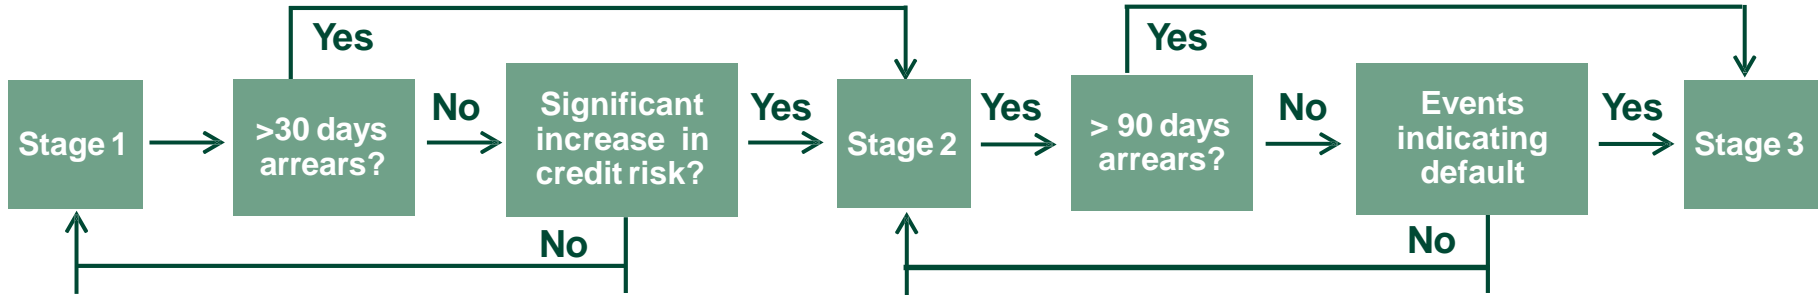 Yes
Yes
Stage 1
>30 days
arrears?
No
Significant
increase in
credit risk?
Yes
Stage 2
Yes
> 90 days
arrears?
No
Events
indicating
default
Yes
Stage 3
No
No